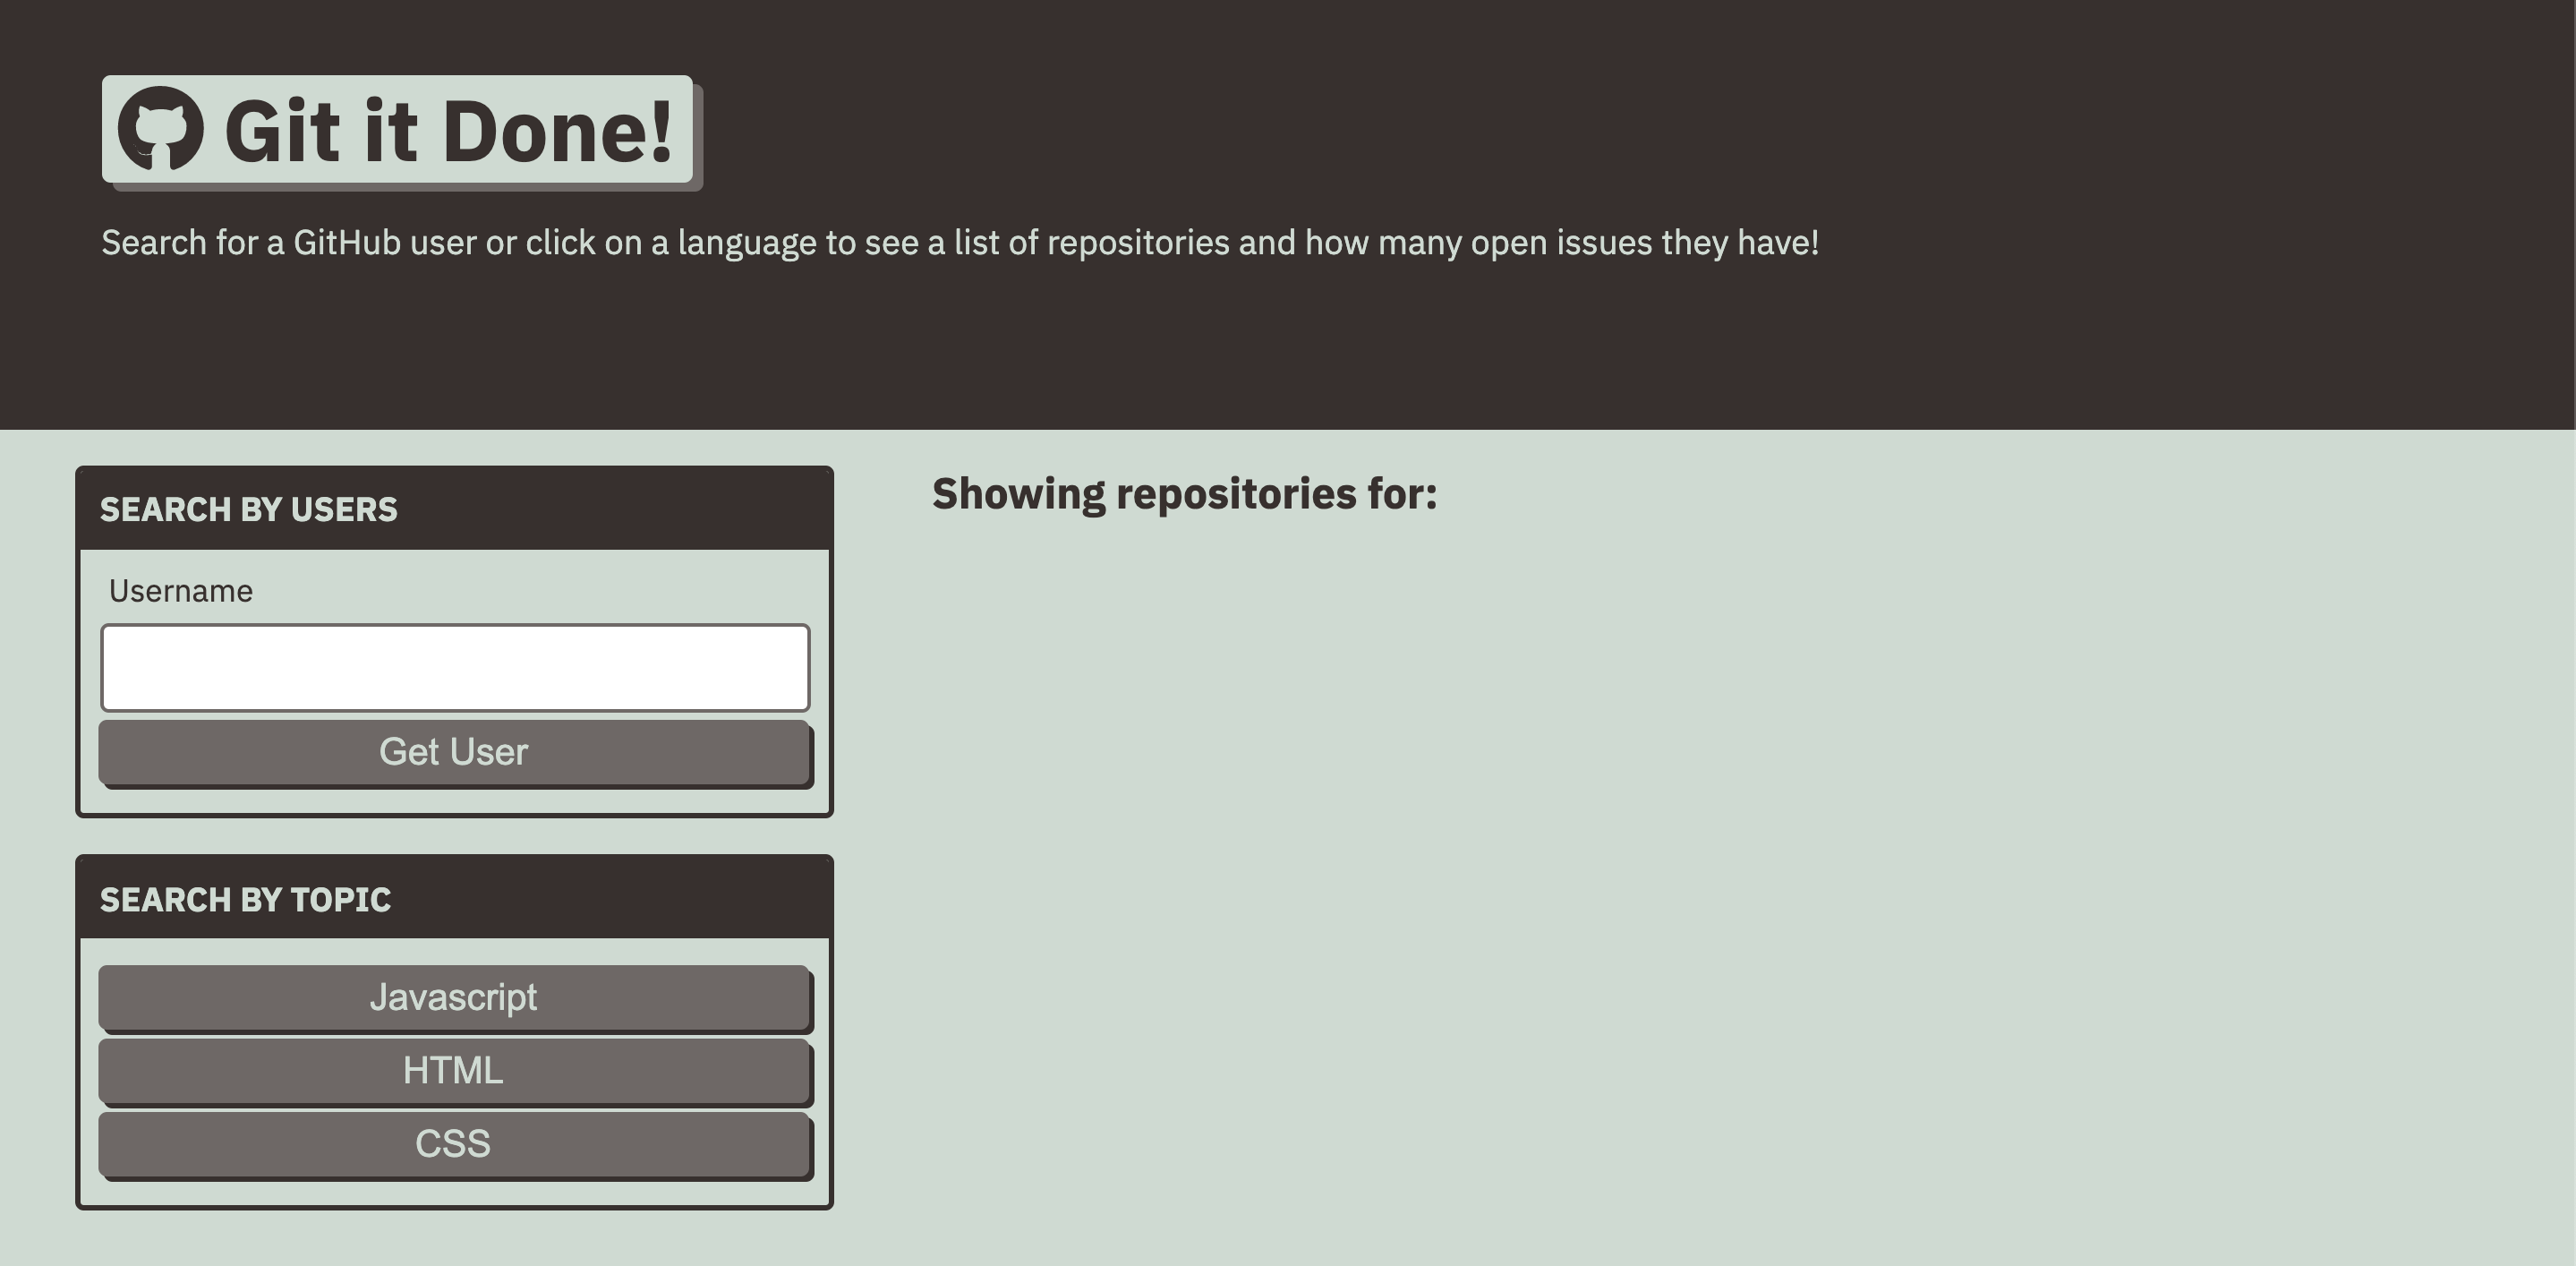 Git it Done!
Search for a GitHub user or click on a language to see a list of repositories and how many open issues they have!
SEARCH BY USERS
Username
Get User
SEARCH BY TOPIC
Javascript
HTML
CSS
Showing repositories for: